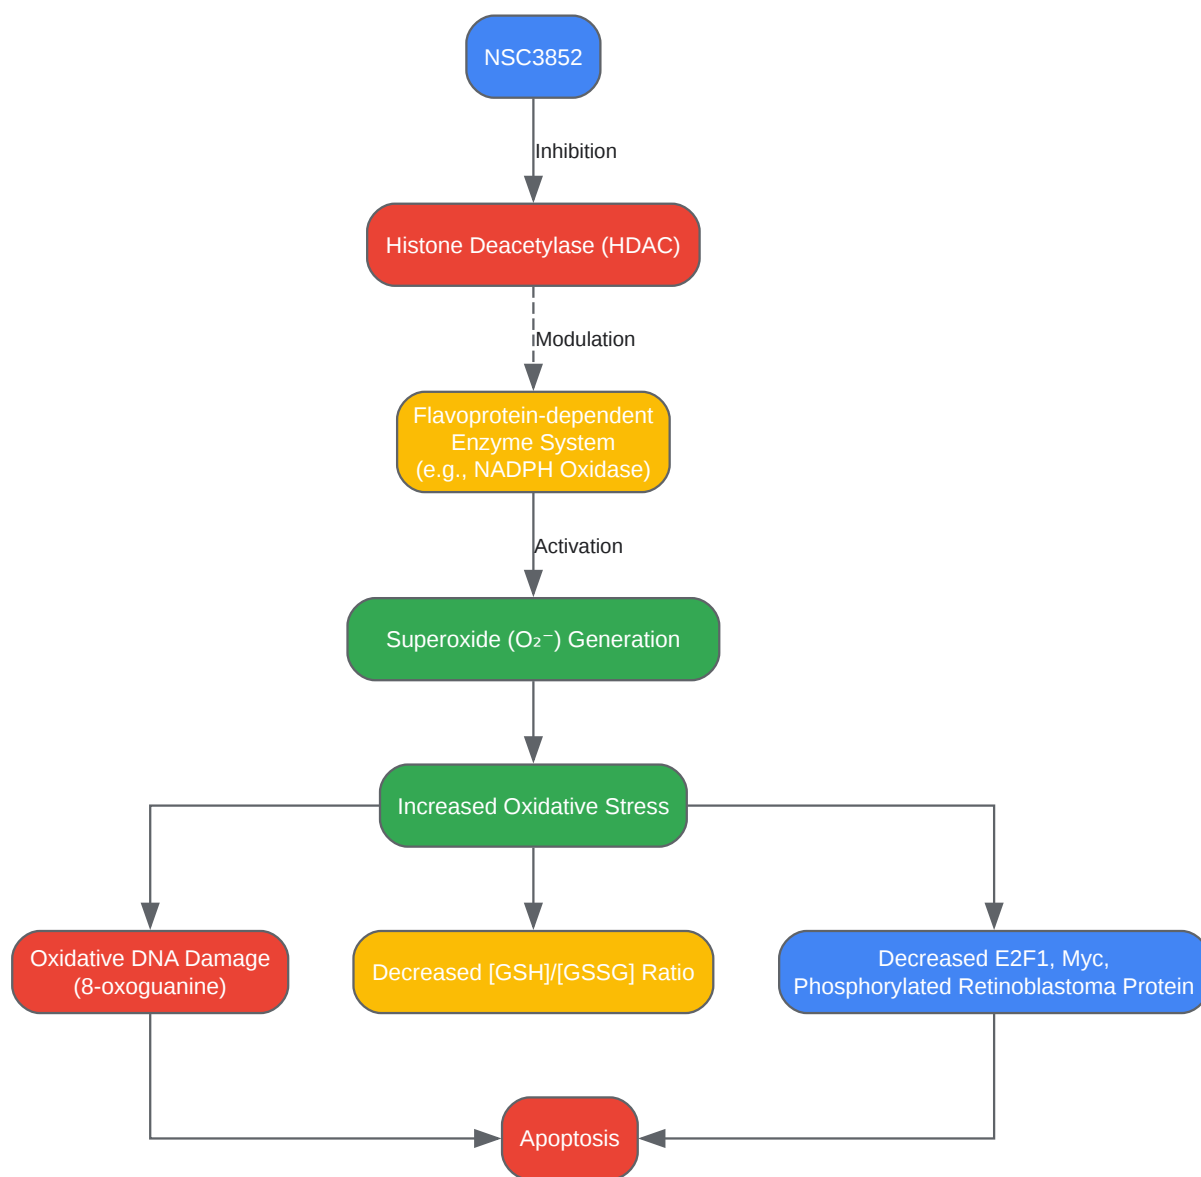 NSC3852
Inhibition
Histone Deacetylase (HDAC)
Modulation
Flavoprotein-dependent
Enzyme System
(e.g., NADPH Oxidase)
Activation
Superoxide (O₂⁻) Generation
Increased Oxidative Stress
Oxidative DNA Damage
(8-oxoguanine)
Decreased [GSH]/[GSSG] Ratio
Decreased E2F1, Myc,
Phosphorylated Retinoblastoma Protein
Apoptosis